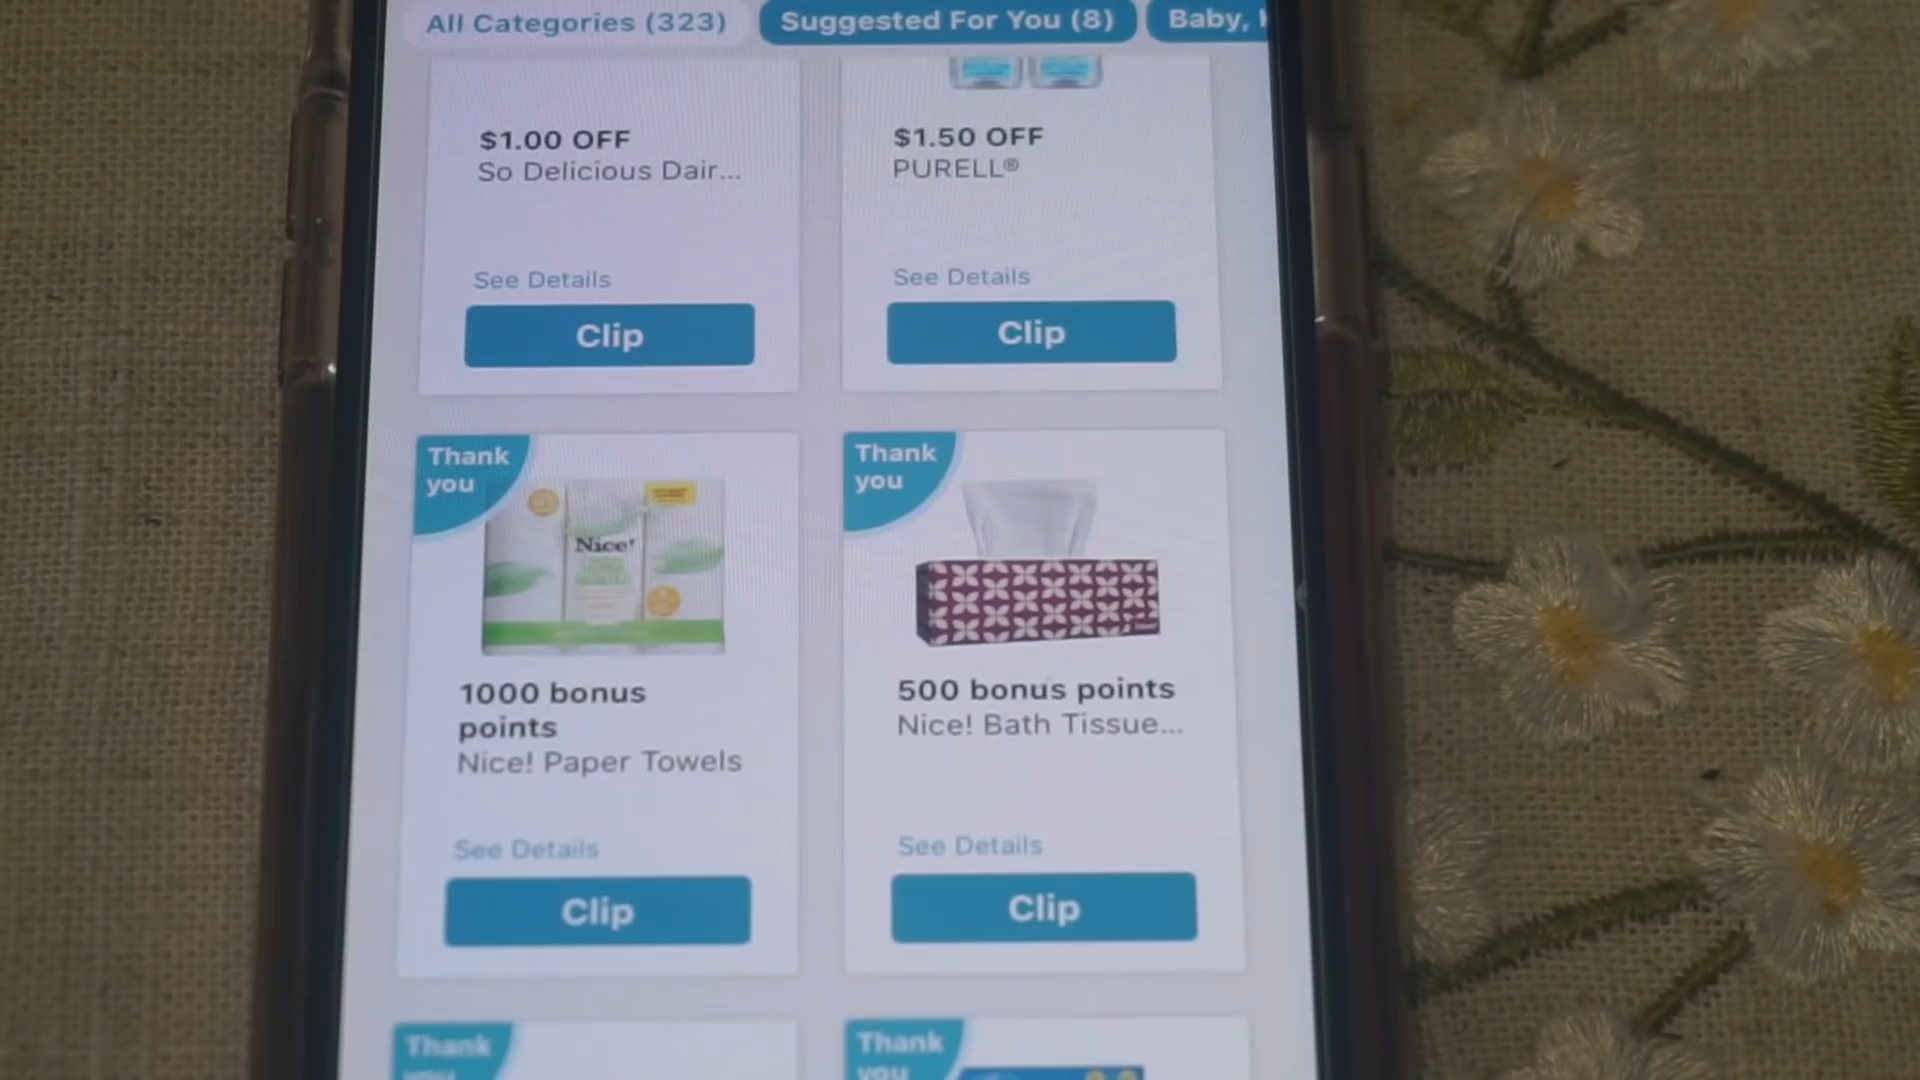 All Categories (323)
Suggested For You (8)
Baby,
$1.00 OFF
So Delicious Dair...
See Details
Clip
$1.50 OFF
PURELL®
See Details
Clip
Thank
you
Nice!
1000 bonus
points
Nice! Paper Towels
See Details
Clip
Thank
you
500 bonus points
Nice! Bath Tissue...
See Details
Clip
Thank
you
Thank
you